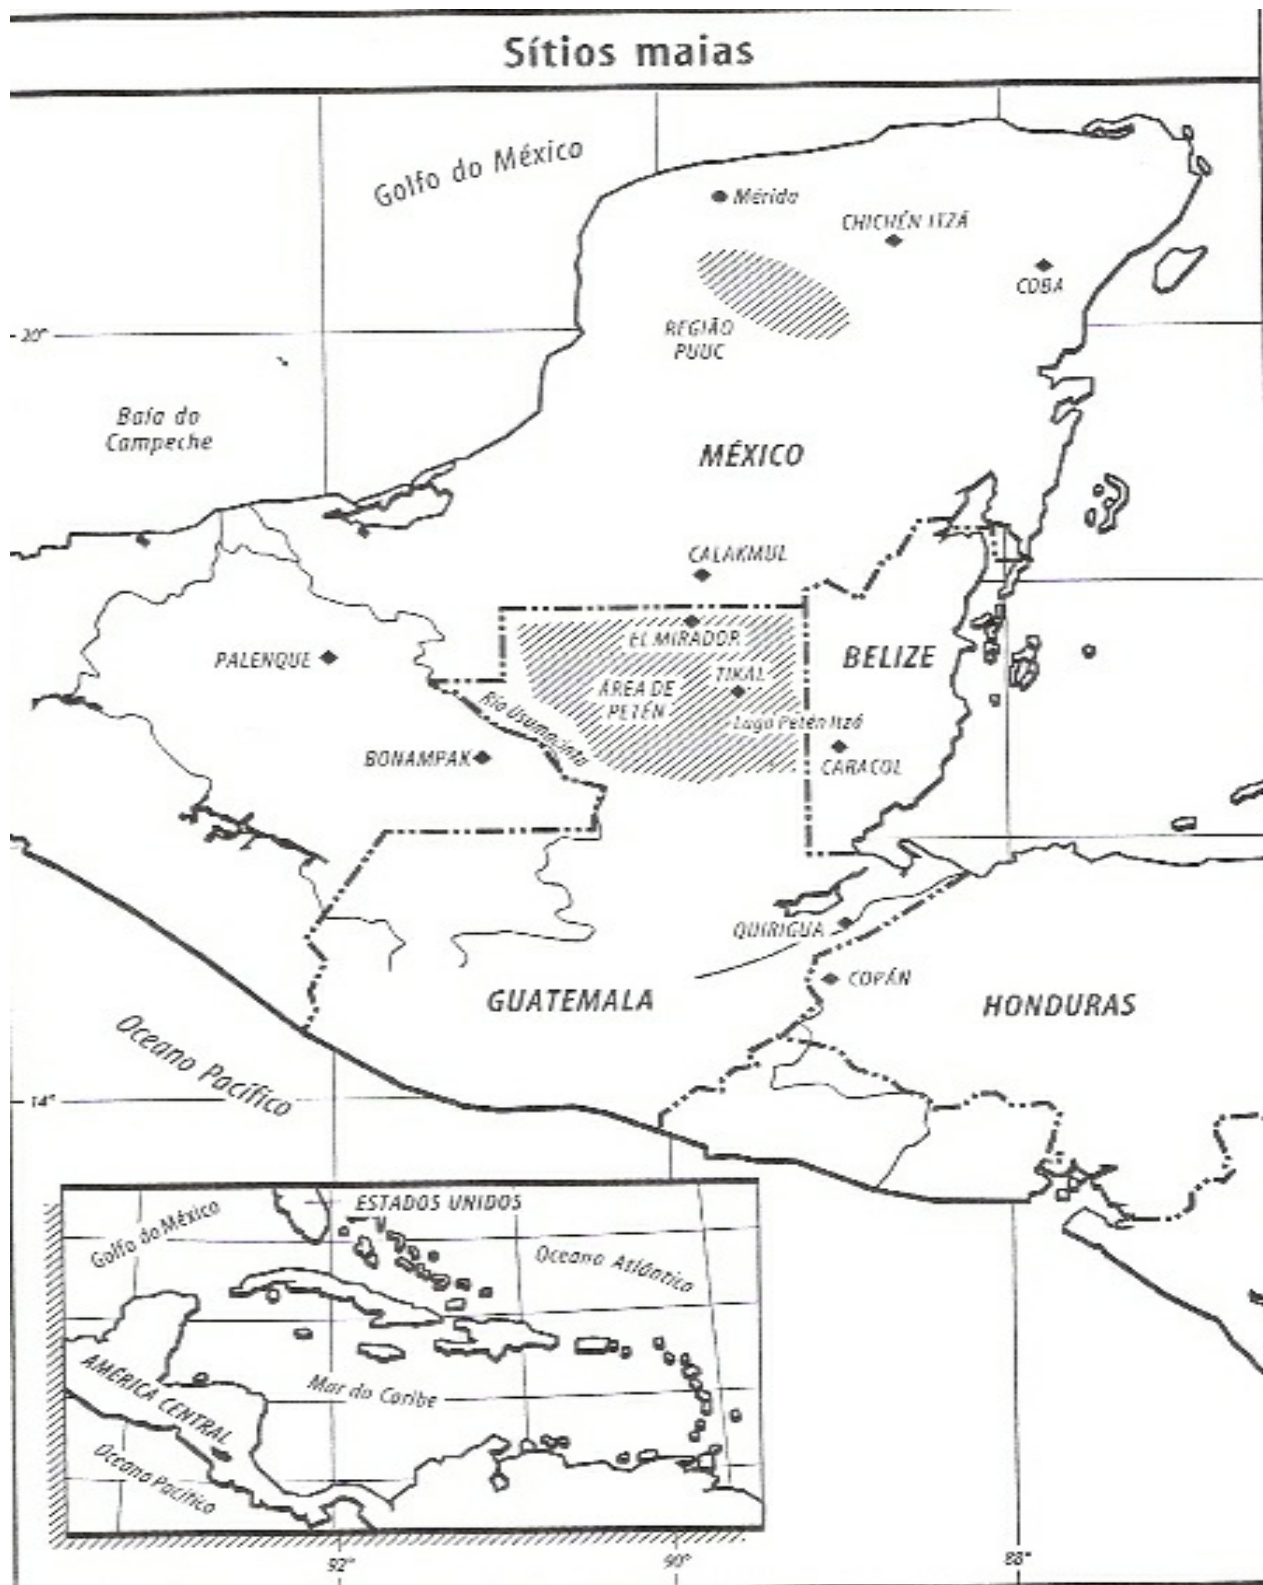 Sítios maias
Golfo do México
Mérida
CHICHÉN ITZÁ
COBA
REGIÃO
PUUC
20°
Baía do
Campeche
MÉXICO
CALAKMUL
EL MIRADOR
PALENQUE
BELIZE
TIKAL
ÁREA DE
PETÉN
Rio Usumacinta
Lago Petén Itzá
BONAMPAK
CARACOL
QUIRIGUA
COPÁN
GUATEMALA
HONDURAS
Oceano Pacífico
14°
ESTADOS UNIDOS
Golfo do México
Oceano Atlântico
AMÉRICA CENTRAL
Mar do Caribe
Oceano Pacífico
92°
90°
88°